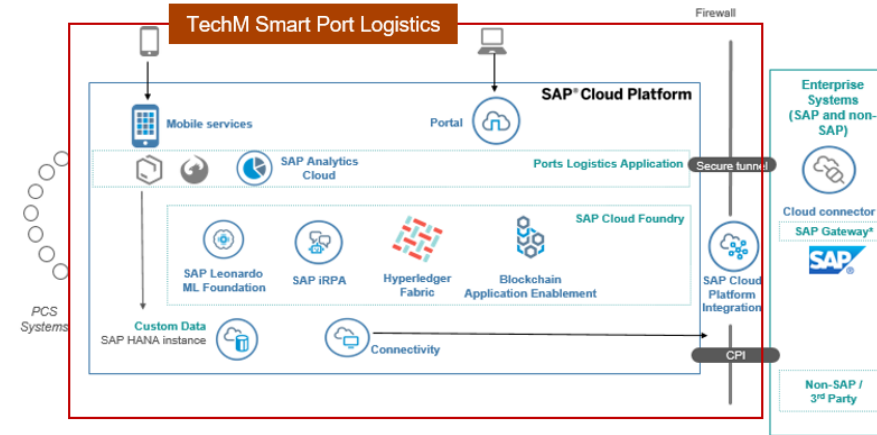 Firewall
TechM Smart Port Logistics
SAP® Cloud Platform
Mobile services
Portal
SAP Analytics
Cloud
Ports Logistics Application
Secure tunnel
SAP Cloud Foundry
SAP Leonardo
ML Foundation
SAP iRPA
Hyperledger
Fabric
Blockchain
Application Enablement
SAP Cloud
Platform
Integration
PCS
Systems
Custom Data
SAP HANA instance
Connectivity
CPI
Enterprise
Systems
(SAP and non-
SAP)
Cloud connector
SAP Gateway*
SAP®
Non-SAP /
3rd Party